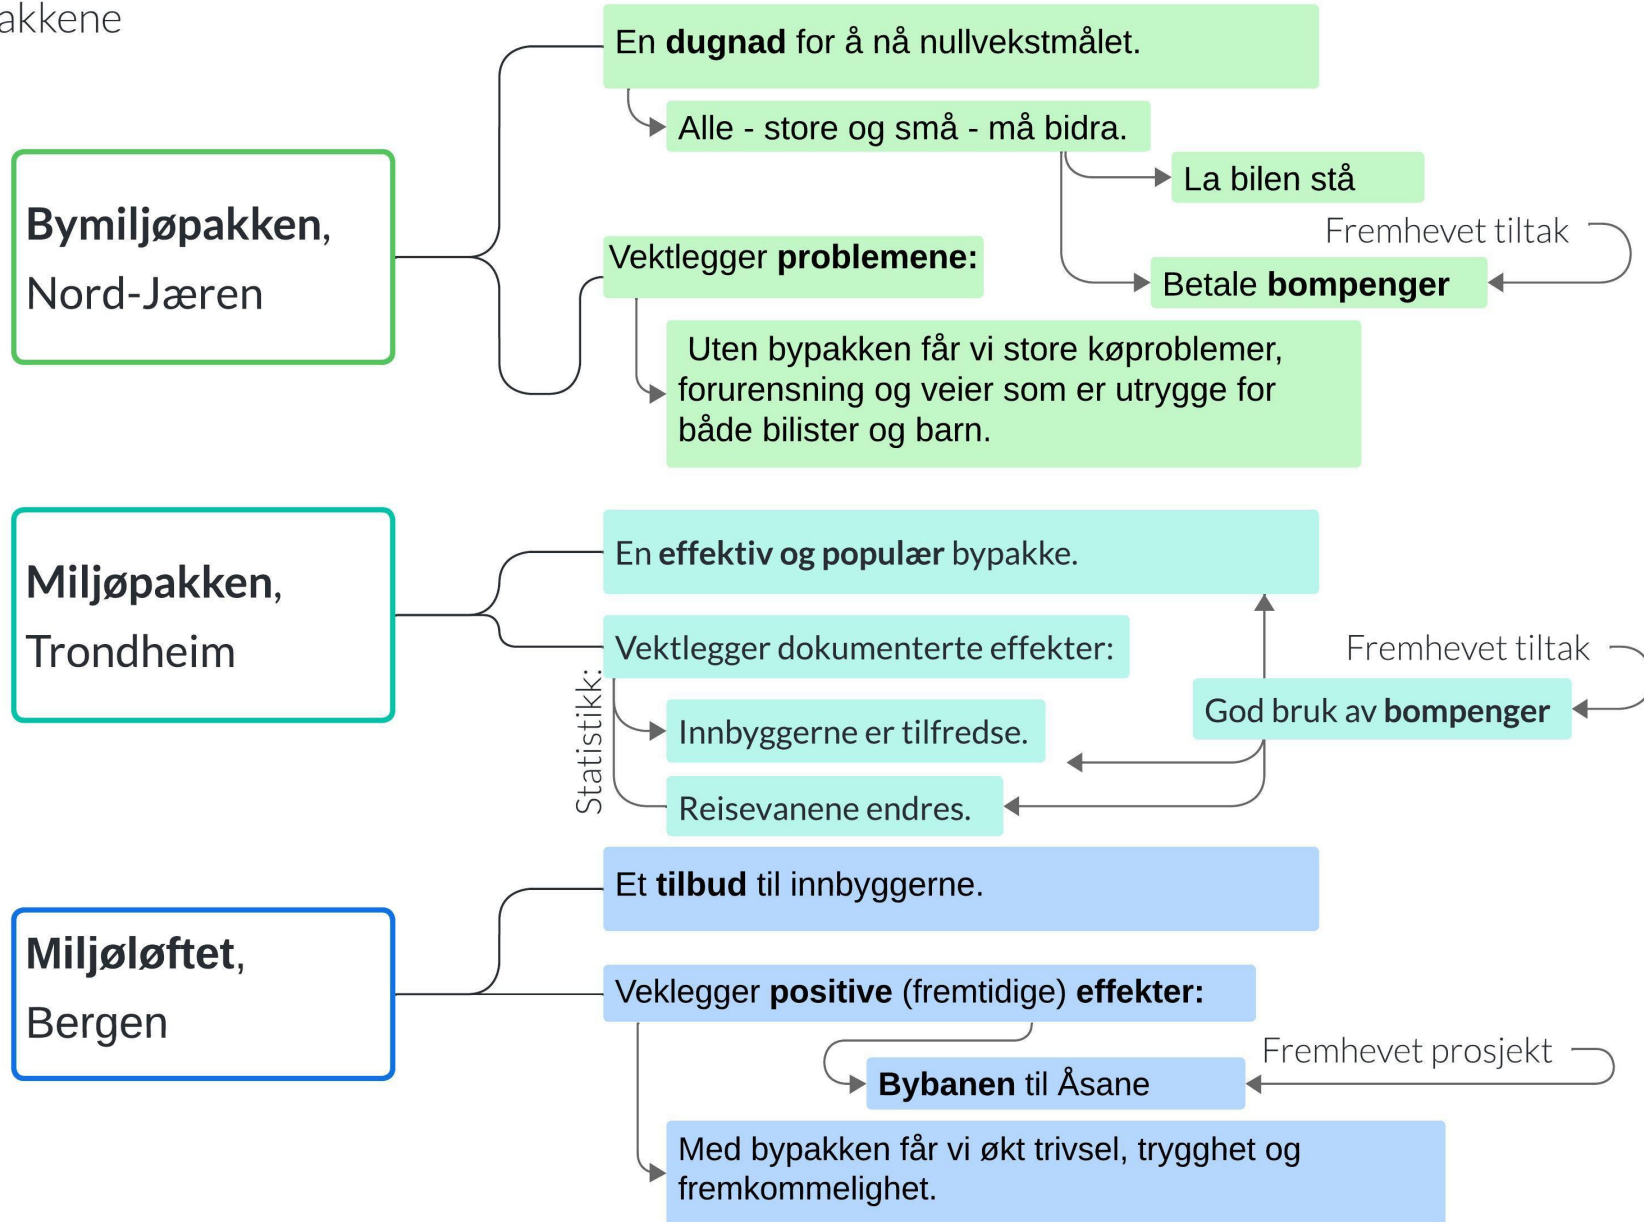 akkene
En dugnad for å nå nullvekstmålet.
Alle - store og små - må bidra.
La bilen stå
Fremhevet tiltak
Betale bompenger
Bymiljøpakken,
Nord-Jæren
Vektlegger problemene:
Uten bypakken får vi store køproblemer,
forurensning og veier som er utrygge for
både bilister og barn.
Miljøpakken,
Trondheim
En effektiv og populær bypakke.
Vektlegger dokumenterte effekter:
Statistikk:
Innbyggerne er tilfredse.
Reisevanene endres.
Fremhevet tiltak
God bruk av bompenger
Miljøløftet,
Bergen
Et tilbud til innbyggerne.
Veklegger positive (fremtidige) effekter:
Fremhevet prosjekt
Bybanen til Åsane
Med bypakken får vi økt trivsel, trygghet og
fremkommelighet.